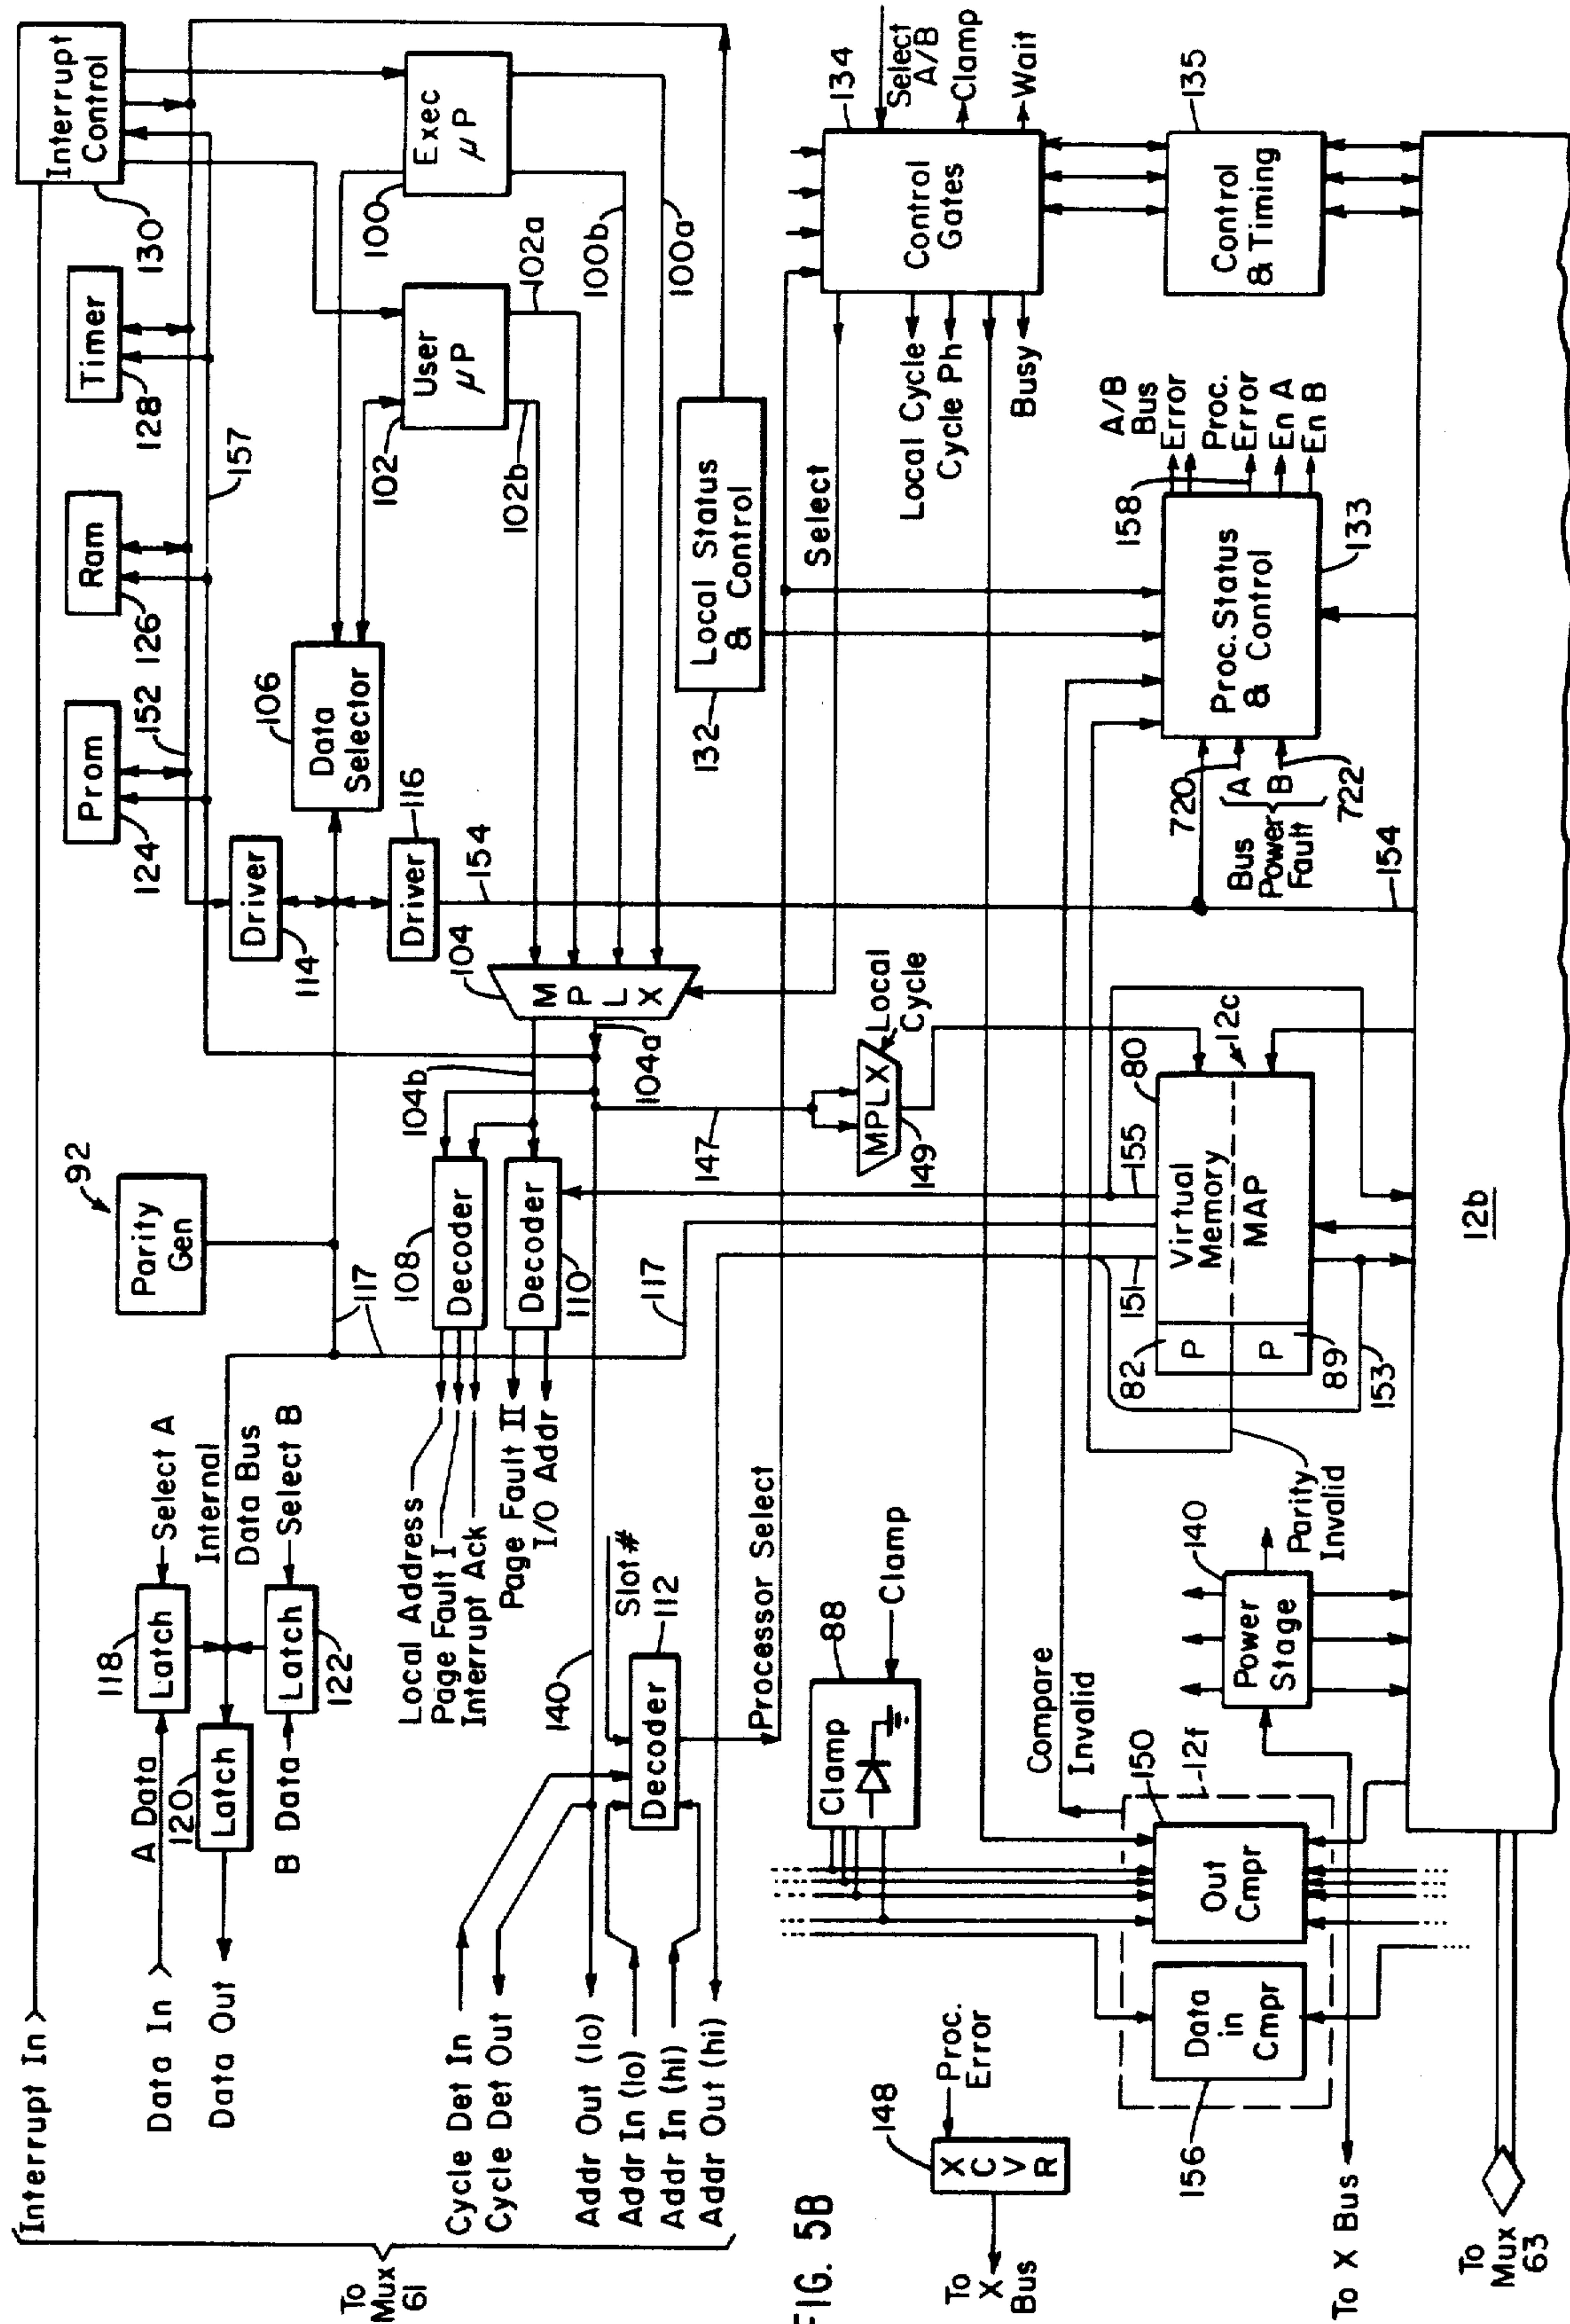 Interrupt In
Interrupt
Control
130
Timer
128
Ram
126
Prom
124
152
157
Parity
Gen
92
Data In
A Data
118
Latch
Select A
Data Out
120
Latch
Internal
Data Bus
B Data
Latch
122
Select B
117
Driver
114
Driver
116
154
106
Data
Selector
User
μP
102
102a
102b
Exec
μP
100
100b
100a
104
M
P
L
X
104a
104b
108
Decoder
Decoder
110
117
Local Address
Page Fault I
Interrupt Ack
Page Fault II
I/O Addr
To
Mux
61
Cycle Det In
Cycle Det Out
Addr Out (lo)
Addr In (lo)
Addr In (hi)
Addr Out (hi)
140
Slot#
Decoder
112
Processor Select
147
MPLX
149
Local
Cycle
Local Status
& Control
132
Select
134
Control
Gates
Select
A/B
Clamp
Wait
Local Cycle
Cycle Ph
Busy
Control
& Timing
135
FIG. 5B
148
X
C
V
R
Proc.
Error
To
X
Bus
Clamp
88
Clamp
Compare
Invalid
150
12f
Out
Cmpr
Data
in
Cmpr
156
To X Bus
Power
Stage
140
Parity
Invalid
82
P
P
89
Virtual
Memory
MAP
151
155
80
12c
153
Proc. Status
& Control
133
158
A/B
Bus
Error
Proc.
Error
En A
En B
720
A
B
722
Bus
Power
Fault
154
12b
To
Mux
63